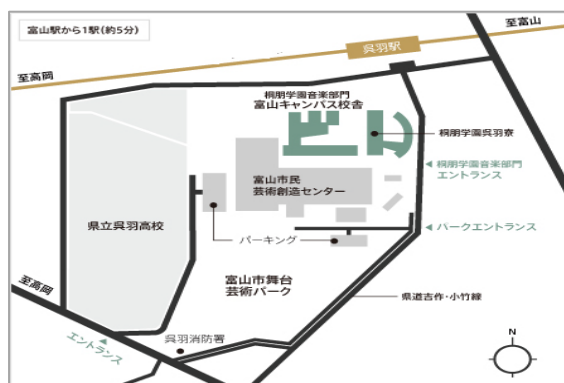 富山駅から1駅(約5分)
呉羽駅
至富山
至高岡
桐朋学園音楽部門
富山キャンパス校舎
桐朋学園呉羽寮
桐朋学園音楽部門
エントランス
富山市民
芸術創造センター
県立呉羽高校
パーキング
パークエントランス
富山市舞台
芸術パーク
至高岡
県道古作・小竹線
エントランス
呉羽消防署
N